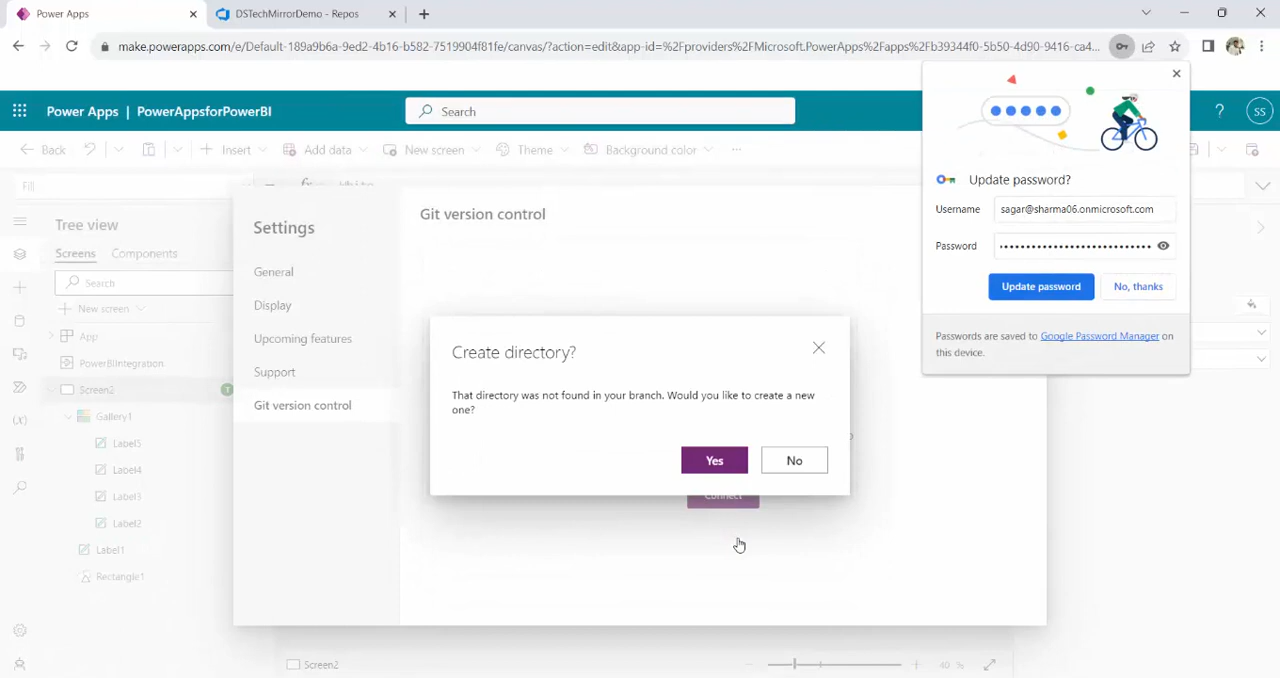 Power Apps
DSTechMirrorDemo - Repos
make.powerapps.com/e/Default-189a9b6a-9ed2-4b16-b582-7519904f81fe/canvas/?action=edit&app-id=%2Fproviders%2FMicrosoft.PowerApps%2Fapps%2Fb39344f0-5b50-4d90-9416-ca4...
Power Apps | PowerAppsforPowerBI
Search
SS
Back
Insert
Add data
New screen
Theme
Background color
Fill
fx
Tree view
Screens
Components
Search
New screen
App
PowerBIIntegration
Screen2
Gallery1
Label5
Label4
Label3
Label2
Label1
Rectangle1
Settings
General
Display
Upcoming features
Support
Git version control
Git version control
Create directory?
That directory was not found in your branch. Would you like to create a new
one?
Yes
No
Connect
Update password?
Username
sagar@sharma06.onmicrosoft.com
Password
Update password
No, thanks
Passwords are saved to Google Password Manager on
this device.
Screen2
40 %